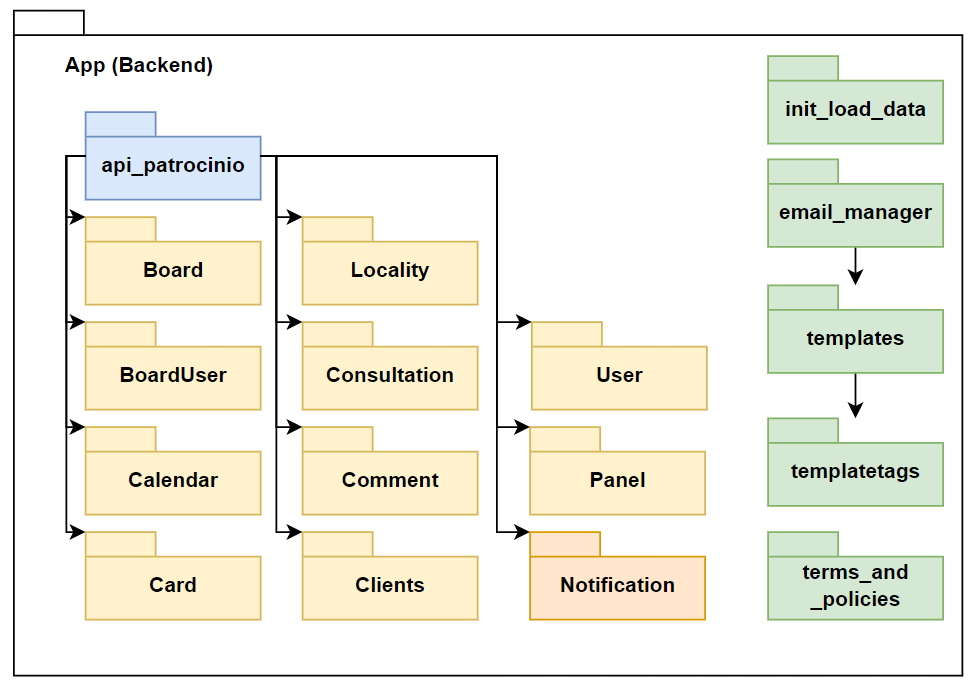 App (Backend)
api_patrocinio
Board
BoardUser
Calendar
Card
Locality
Consultation
Comment
Clients
User
Panel
Notification
init_load_data
email_manager
templates
templatetags
terms_and
_policies